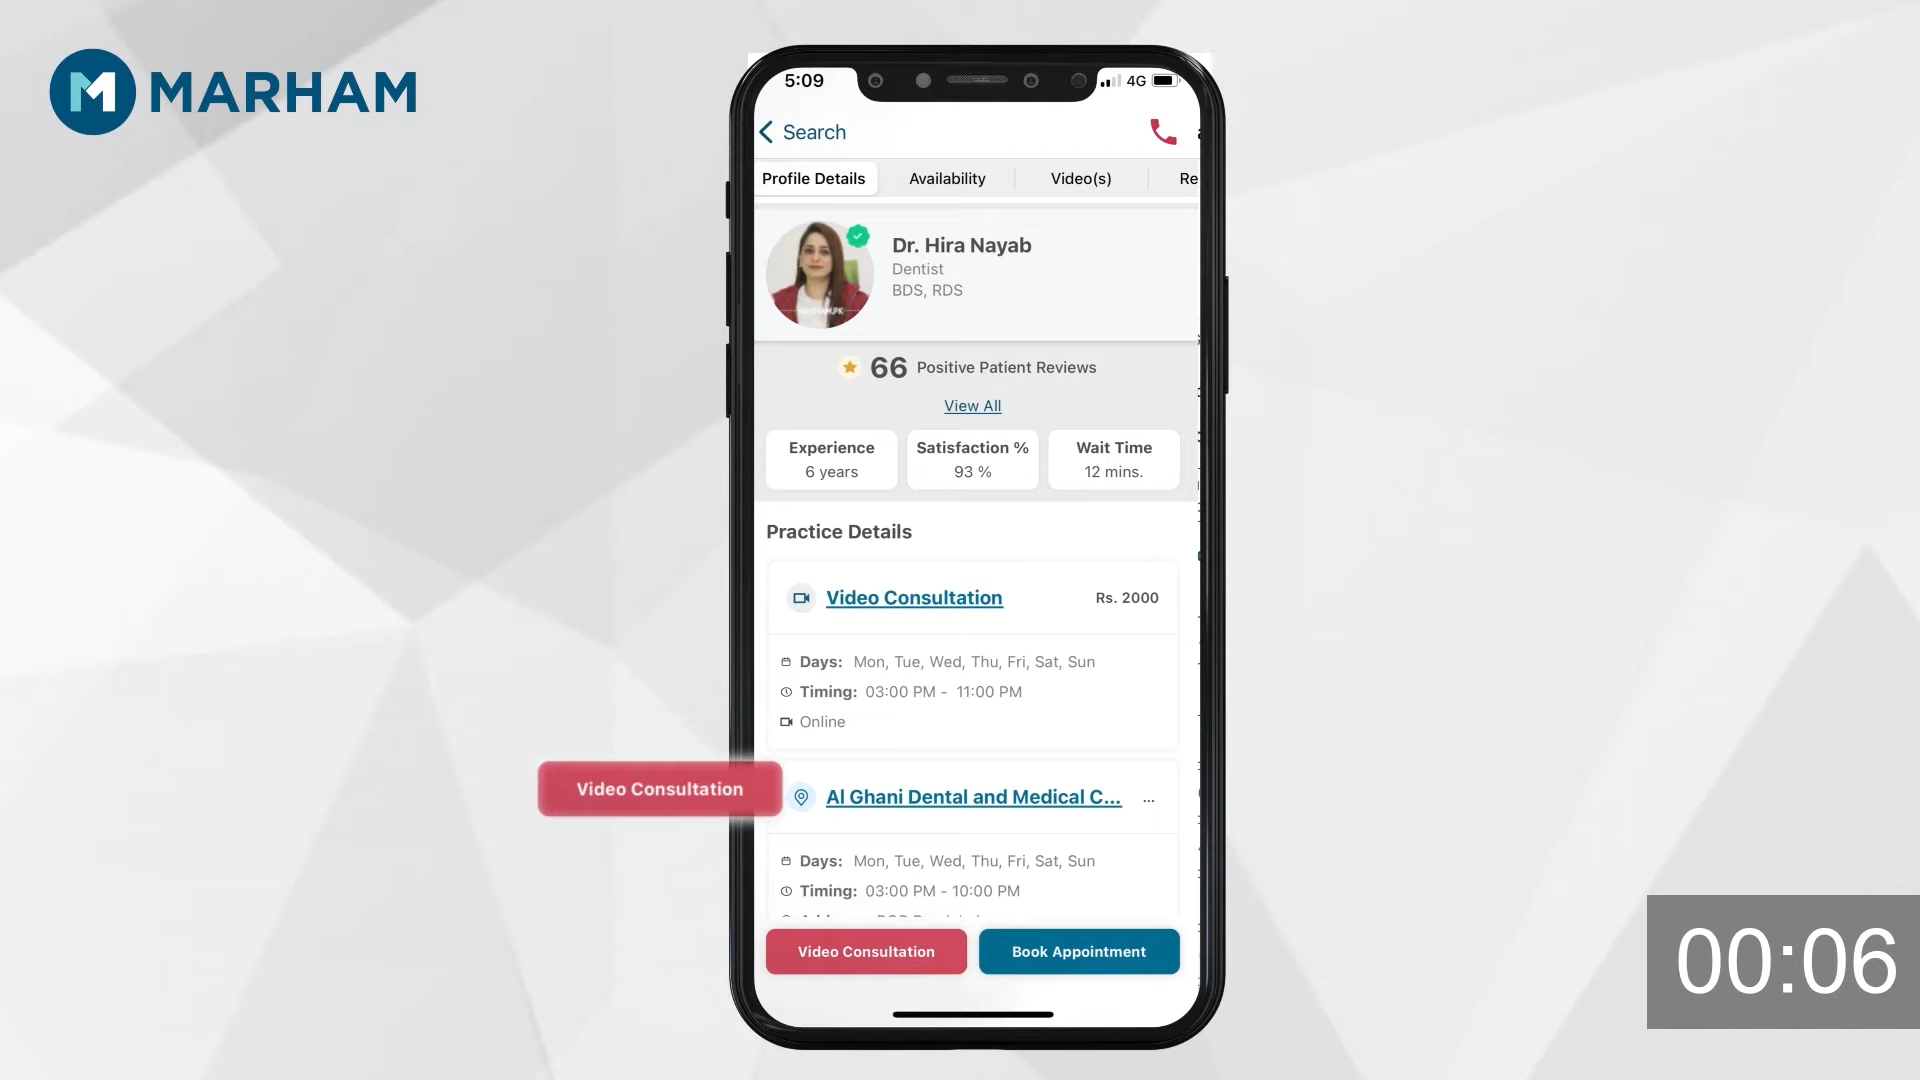 MARHAM
5:09
4G
Search
Profile Details
Availability
Video(s)
Re
Dr. Hira Nayab
Dentist
BDS, RDS
66 Positive Patient Reviews
View All
Experience
6 years
Satisfaction %
93 %
Wait Time
12 mins.
Practice Details
Video Consultation
Rs. 2000
Days: Mon, Tue, Wed, Thu, Fri, Sat, Sun
Timing: 03:00 PM - 11:00 PM
Online
Video Consultation
Al Ghani Dental and Medical C...
...
Days: Mon, Tue, Wed, Thu, Fri, Sat, Sun
Timing: 03:00 PM - 10:00 PM
Video Consultation
Book Appointment
00:06